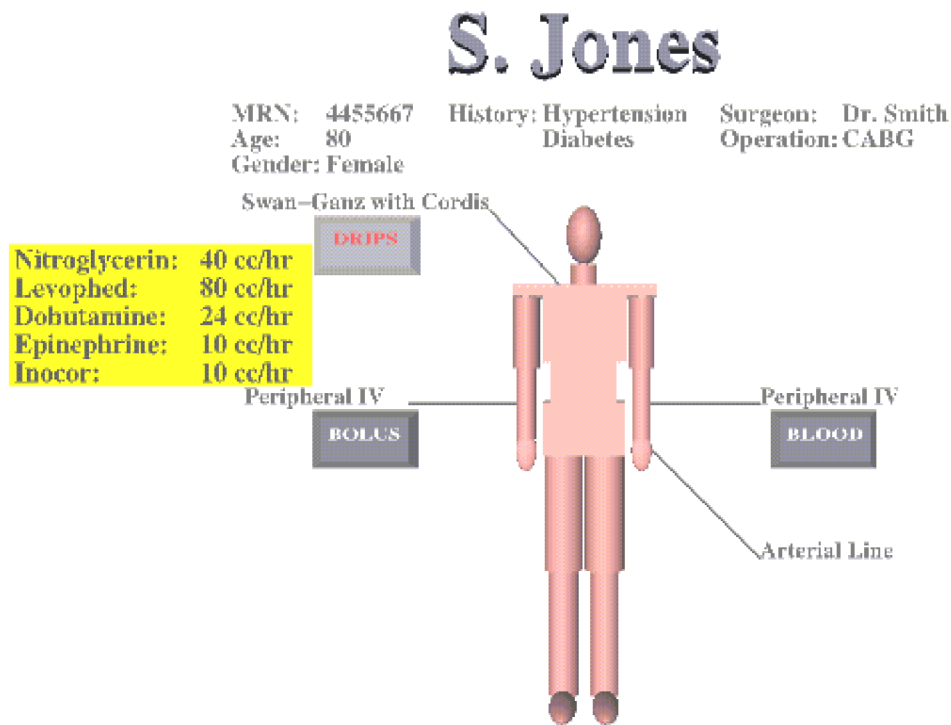 S. Jones
MRN: 4455667 History: Hypertension Surgeon: Dr. Smith
Age: 80 Diabetes Operation: CABG
Gender: Female
Swan-Ganz with Cordis
DRIPS
Nitroglycerin: 40 cc/hr
Levophed: 80 cc/hr
Dobutamine: 24 cc/hr
Epinephrine: 10 cc/hr
Inocor: 10 cc/hr
Peripheral IV Peripheral IV
BOLUS BLOOD
Arterial Line